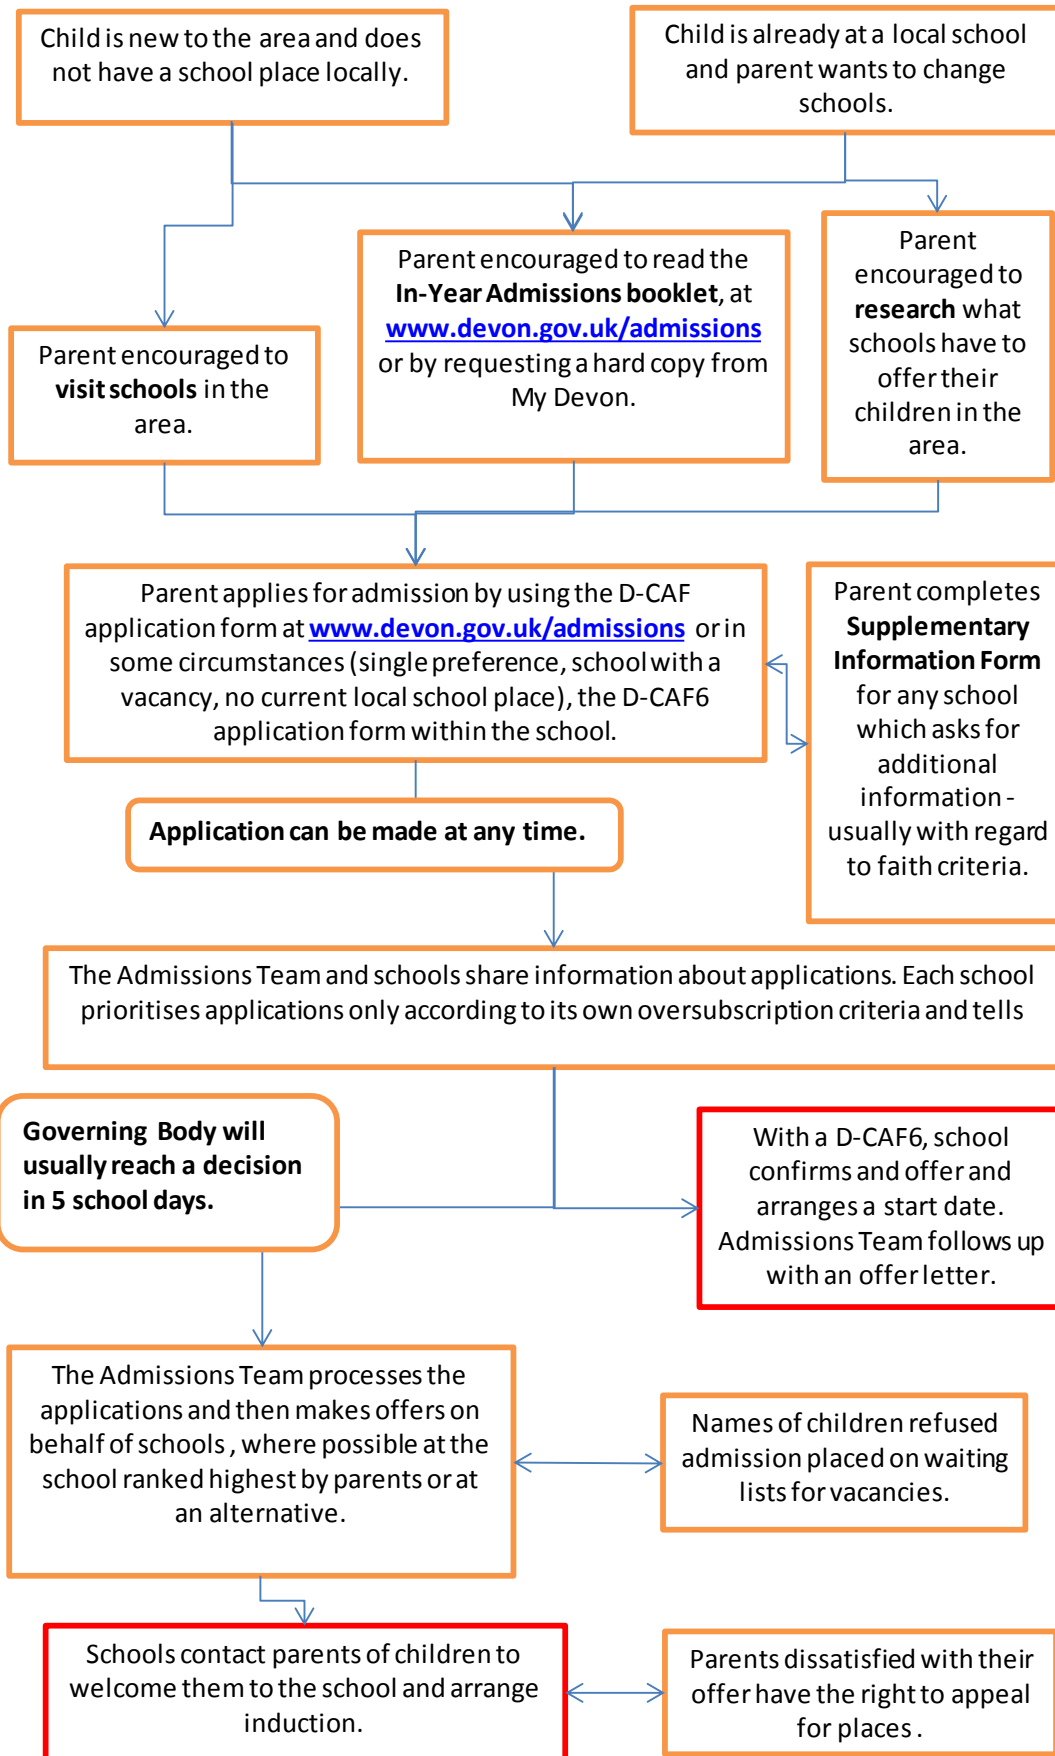 Child is new to the area and does
not have a school place locally.
Child is already at a local school
and parent wants to change
schools.
Parent encouraged to
visit schools in the
area.
Parent encouraged to read the
In-Year Admissions booklet, at
www.devon.gov.uk/admissions
or by requesting a hard copy from
My Devon.
Parent
encouraged to
research what
schools have to
offer their
children in the
area.
Parent applies for admission by using the D-CAF
application form at www.devon.gov.uk/admissions or in
some circumstances (single preference, school with a
vacancy, no current local school place), the D-CAF6
application form within the school.
Parent completes
Supplementary
Information Form
for any school
which asks for
additional
information -
usually with regard
to faith criteria.
Application can be made at any time.
The Admissions Team and schools share information about applications. Each school
prioritises applications only according to its own oversubscription criteria and tells
Governing Body will
usually reach a decision
in 5 school days.
With a D-CAF6, school
confirms and offer and
arranges a start date.
Admissions Team follows up
with an offer letter.
The Admissions Team processes the
applications and then makes offers on
behalf of schools , where possible at the
school ranked highest by parents or at
an alternative.
Names of children refused
admission placed on waiting
lists for vacancies.
Schools contact parents of children to
welcome them to the school and arrange
induction.
Parents dissatisfied with their
offer have the right to appeal
for places .